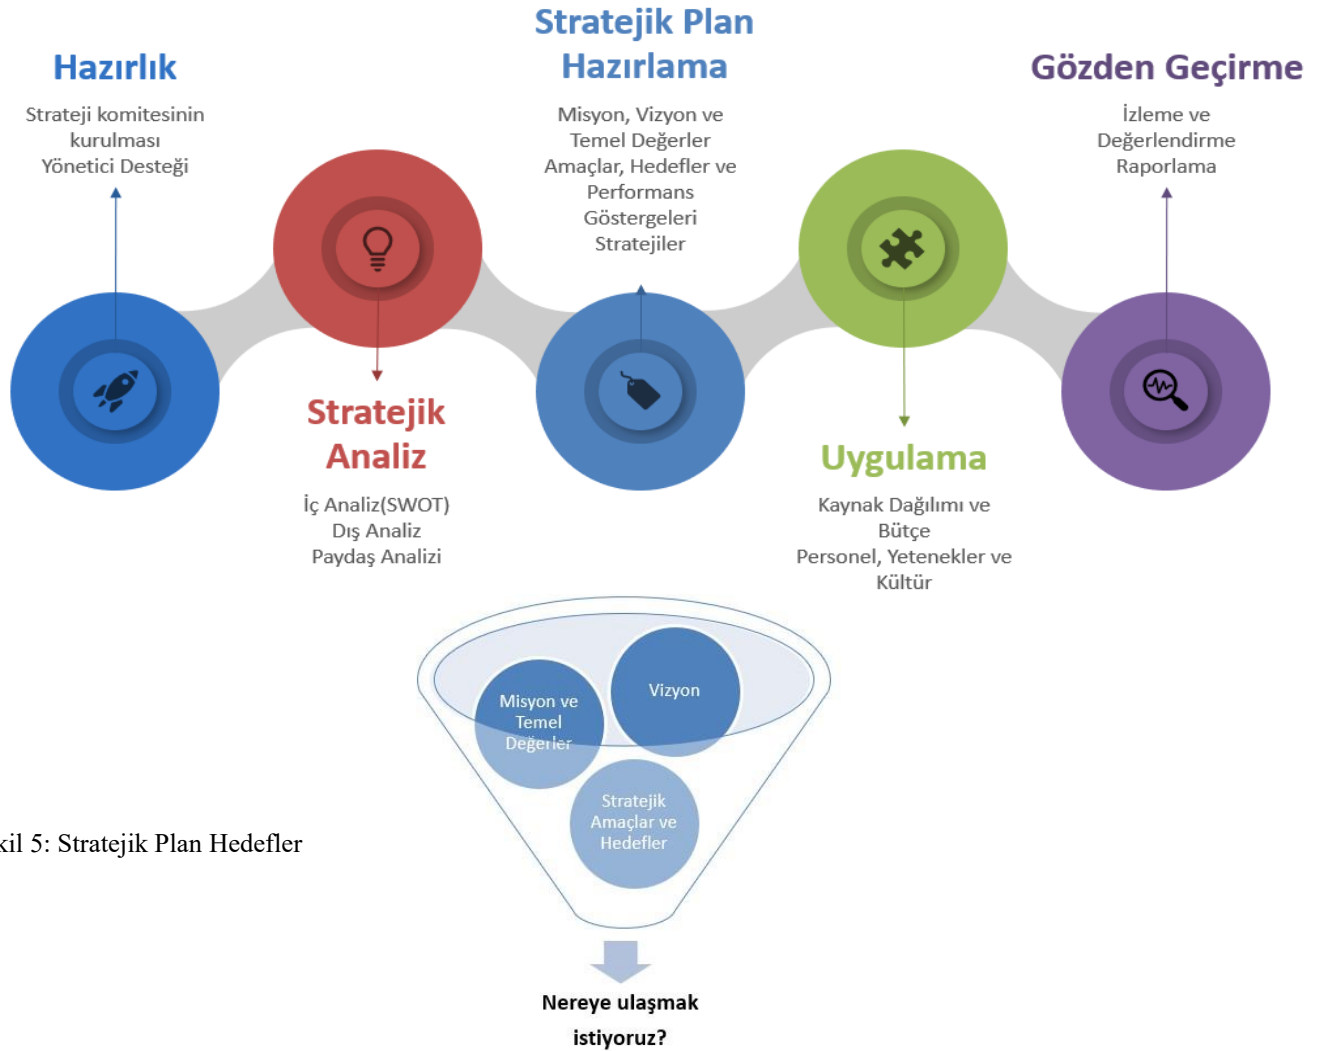 Hazırlık
Strateji komitesinin
kurulması
Yönetici Desteği
Stratejik
Analiz
İç Analiz(SWOT)
Dış Analiz
Paydaş Analizi
Stratejik Plan
Hazırlama
Misyon, Vizyon ve
Temel Değerler
Amaçlar, Hedefler ve
Performans
Göstergeleri
Stratejiler
Uygulama
Kaynak Dağılımı ve
Bütçe
Personel, Yetenekler ve
Kültür
Gözden Geçirme
İzleme ve
Değerlendirme
Raporlama
Misyon ve
Temel
Değerler
Vizyon
Stratejik
Amaçlar ve
Hedefler
kil 5: Stratejik Plan Hedefler
Nereye ulaşmak
istiyoruz?